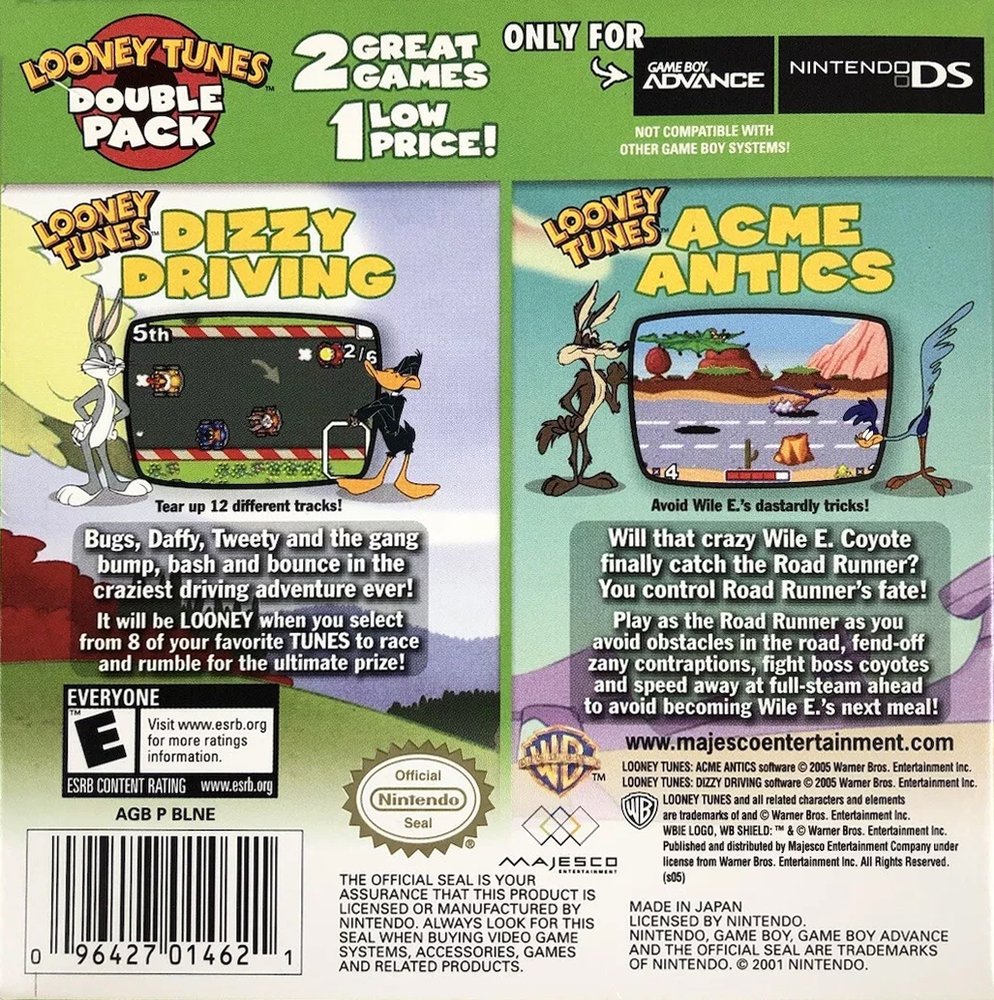 LOONEY TUNES™
DOUBLE
PACK
2 GREAT
GAMES
1 LOW
PRICE!
ONLY FOR
GAME BOY
ADVANCE
NINTENDO DS
NOT COMPATIBLE WITH
OTHER GAME BOY SYSTEMS!
LOONEY
TUNES™
DIZZY
DRIVING
5th
2/6
Tear up 12 different tracks!
Bugs, Daffy, Tweety and the gang
bump, bash and bounce in the
craziest driving adventure ever!
It will be LOONEY when you select
from 8 of your favorite TUNES to race
and rumble for the ultimate prize!
LOONEY
TUNES™
ACME
ANTICS
4
Avoid Wile E.'s dastardly tricks!
Will that crazy Wile E. Coyote
finally catch the Road Runner?
You control Road Runner's fate!
Play as the Road Runner as you
avoid obstacles in the road, fend-off
zany contraptions, fight boss coyotes
and speed away at full-steam ahead
to avoid becoming Wile E.'s next meal!
EVERYONE
E™
Visit www.esrb.org
for more ratings
information.
ESRB CONTENT RATING www.esrb.org
AGB P BLNE
0 96427 01462 1
Official
Nintendo
Seal
®
THE OFFICIAL SEAL IS YOUR
ASSURANCE THAT THIS PRODUCT IS
LICENSED OR MANUFACTURED BY
NINTENDO. ALWAYS LOOK FOR THIS
SEAL WHEN BUYING VIDEO GAME
SYSTEMS, ACCESSORIES, GAMES
AND RELATED PRODUCTS.
WB
™
MAJESCO
ENTERTAINMENT
www.majescoentertainment.com
LOONEY TUNES: ACME ANTICS software © 2005 Warner Bros. Entertainment Inc.
LOONEY TUNES: DIZZY DRIVING software © 2005 Warner Bros. Entertainment Inc.
WB
LOONEY TUNES and all related characters and elements
are trademarks of and © Warner Bros. Entertainment Inc.
WBIE LOGO, WB SHIELD: ™ & © Warner Bros. Entertainment Inc.
Published and distributed by Majesco Entertainment Company under
license from Warner Bros. Entertainment Inc. All Rights Reserved.
(s05)
MADE IN JAPAN
LICENSED BY NINTENDO.
NINTENDO, GAME BOY, GAME BOY ADVANCE
AND THE OFFICIAL SEAL ARE TRADEMARKS
OF NINTENDO. © 2001 NINTENDO.